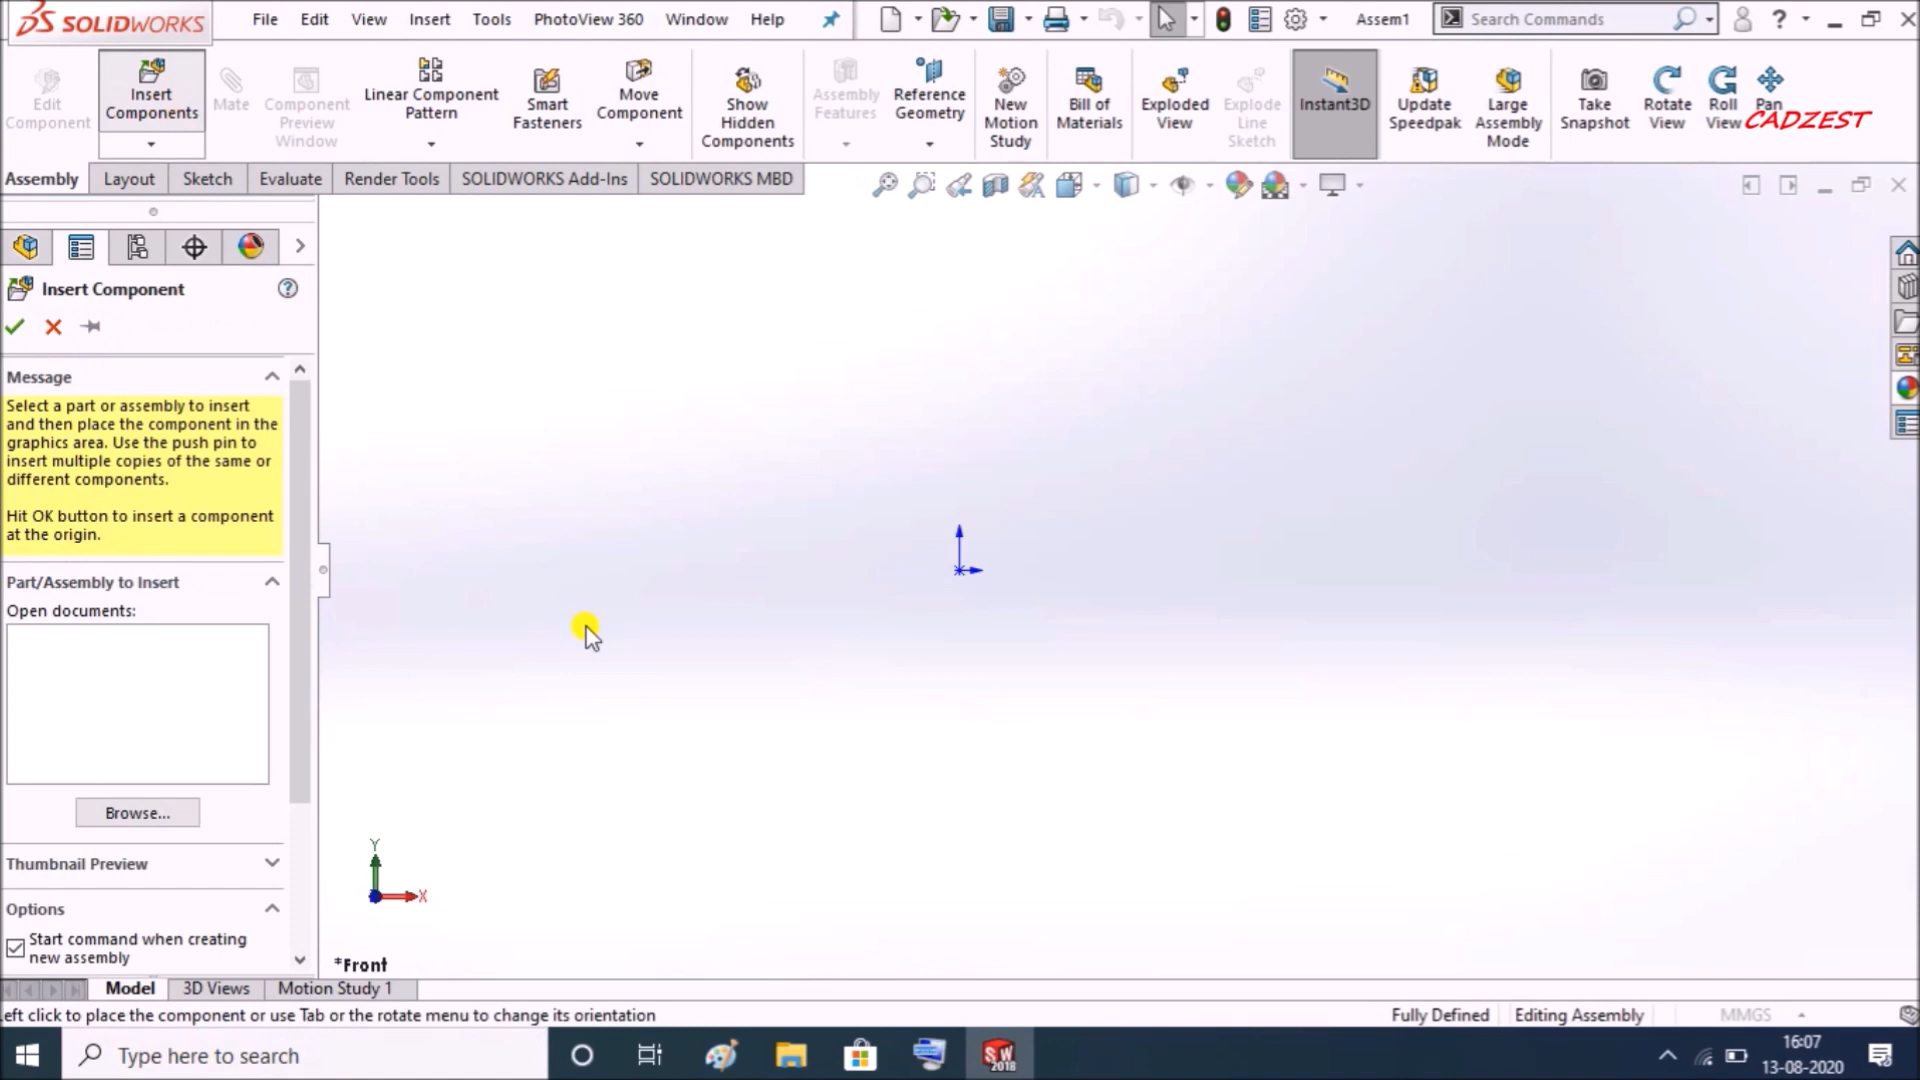 SOLIDWORKS File Edit View Insert Tools PhotoView 360 Window Help Assem1 Search Commands ?
Edit Component
Insert Components
Mate
Component Preview Window
Linear Component Pattern
Smart Fasteners
Move Component
Show Hidden Components
Assembly Features
Reference Geometry
New Motion Study
Bill of Materials
Exploded View
Explode Line Sketch
Instant3D
Update Speedpak
Large Assembly Mode
Take Snapshot
Rotate View
Roll View
Pan
CADZEST
Assembly Layout Sketch Evaluate Render Tools SOLIDWORKS Add-Ins SOLIDWORKS MBD
Insert Component ?
Message
Select a part or assembly to insert
and then place the component in the
graphics area. Use the push pin to
insert multiple copies of the same or
different components.
Hit OK button to insert a component
at the origin.
Part/Assembly to Insert
Open documents:
Browse...
Thumbnail Preview
Options
Start command when creating
new assembly
Y
X
*Front
Model 3D Views Motion Study 1
eft click to place the component or use Tab or the rotate menu to change its orientation Fully Defined Editing Assembly MMGS
Type here to search
SW
2018
16:07
13-08-2020